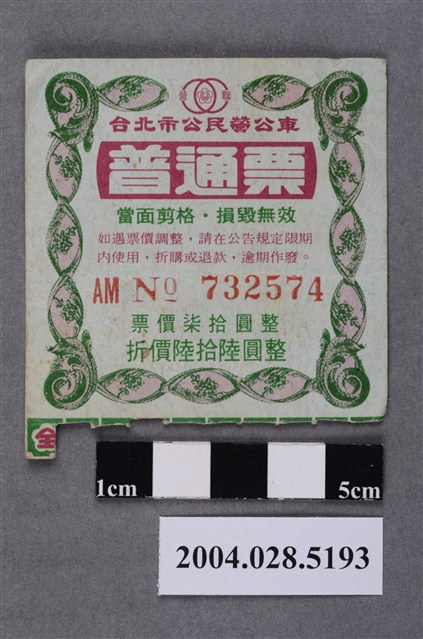 聯營
台北市公民營公車
普通票
當面剪格・損毀無效
如遇票價調整，請在公告規定限期
內使用，折購或退款，逾期作廢。
AM No 732574
票價柒拾圓整
折價陸拾陸圓整
全
1cm 5cm
2004.028.5193